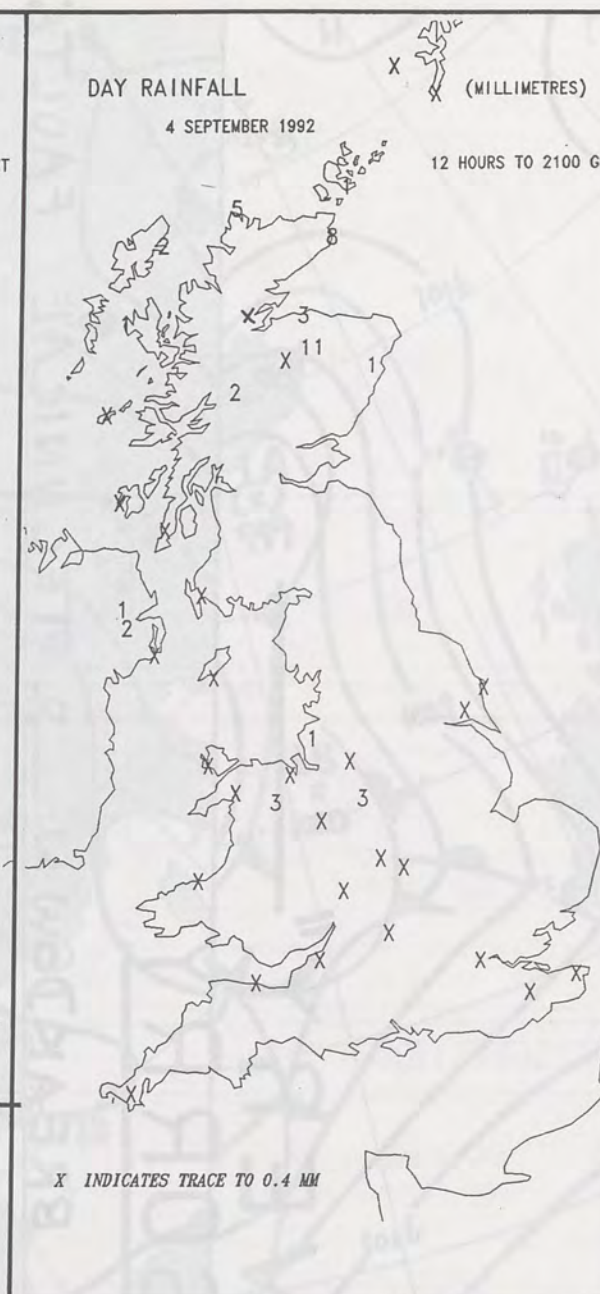 DAY RAINFALL
(MILLIMETRES)
4 SEPTEMBER 1992
T
12 HOURS TO 2100 G
X
X
5
2
8
X
3
X
11
1
2
X
X
X
X
1
2
X
X
X
X
1
X
X
X
X
3
3
X
X
X
X
X
X
X
X
X
X
X
X
X
X INDICATES TRACE TO 0.4 MM